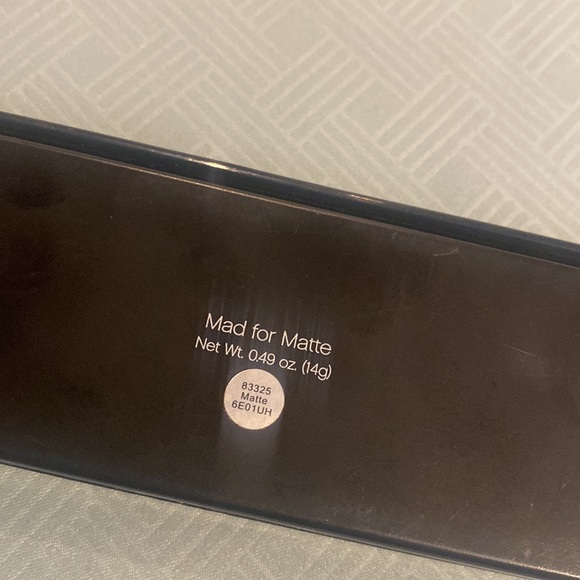 Mad for Matte
Net Wt. 0.49 oz. (14g)
83325
Matte
6E01UH